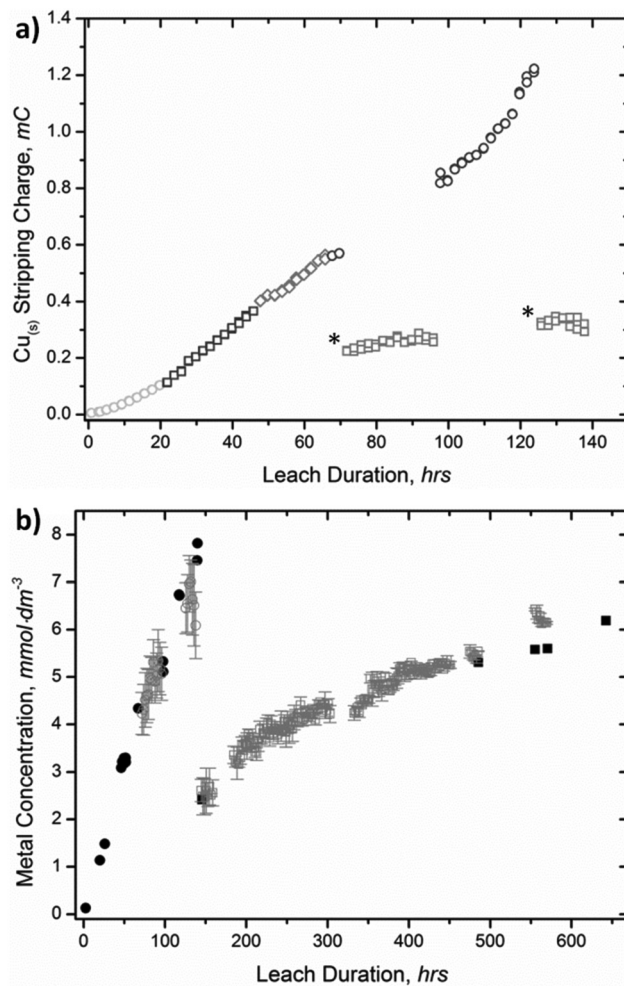 a)
1.4
1.2
1.0
0.8
0.6
0.4
0.2
0.0
Cu(s) Stripping Charge, mC
*
*
0 20 40 60 80 100 120 140
Leach Duration, hrs
b)
8
7
6
5
4
3
2
1
0
Metal Concentration, mmol·dm-3
0 100 200 300 400 500 600
Leach Duration, hrs